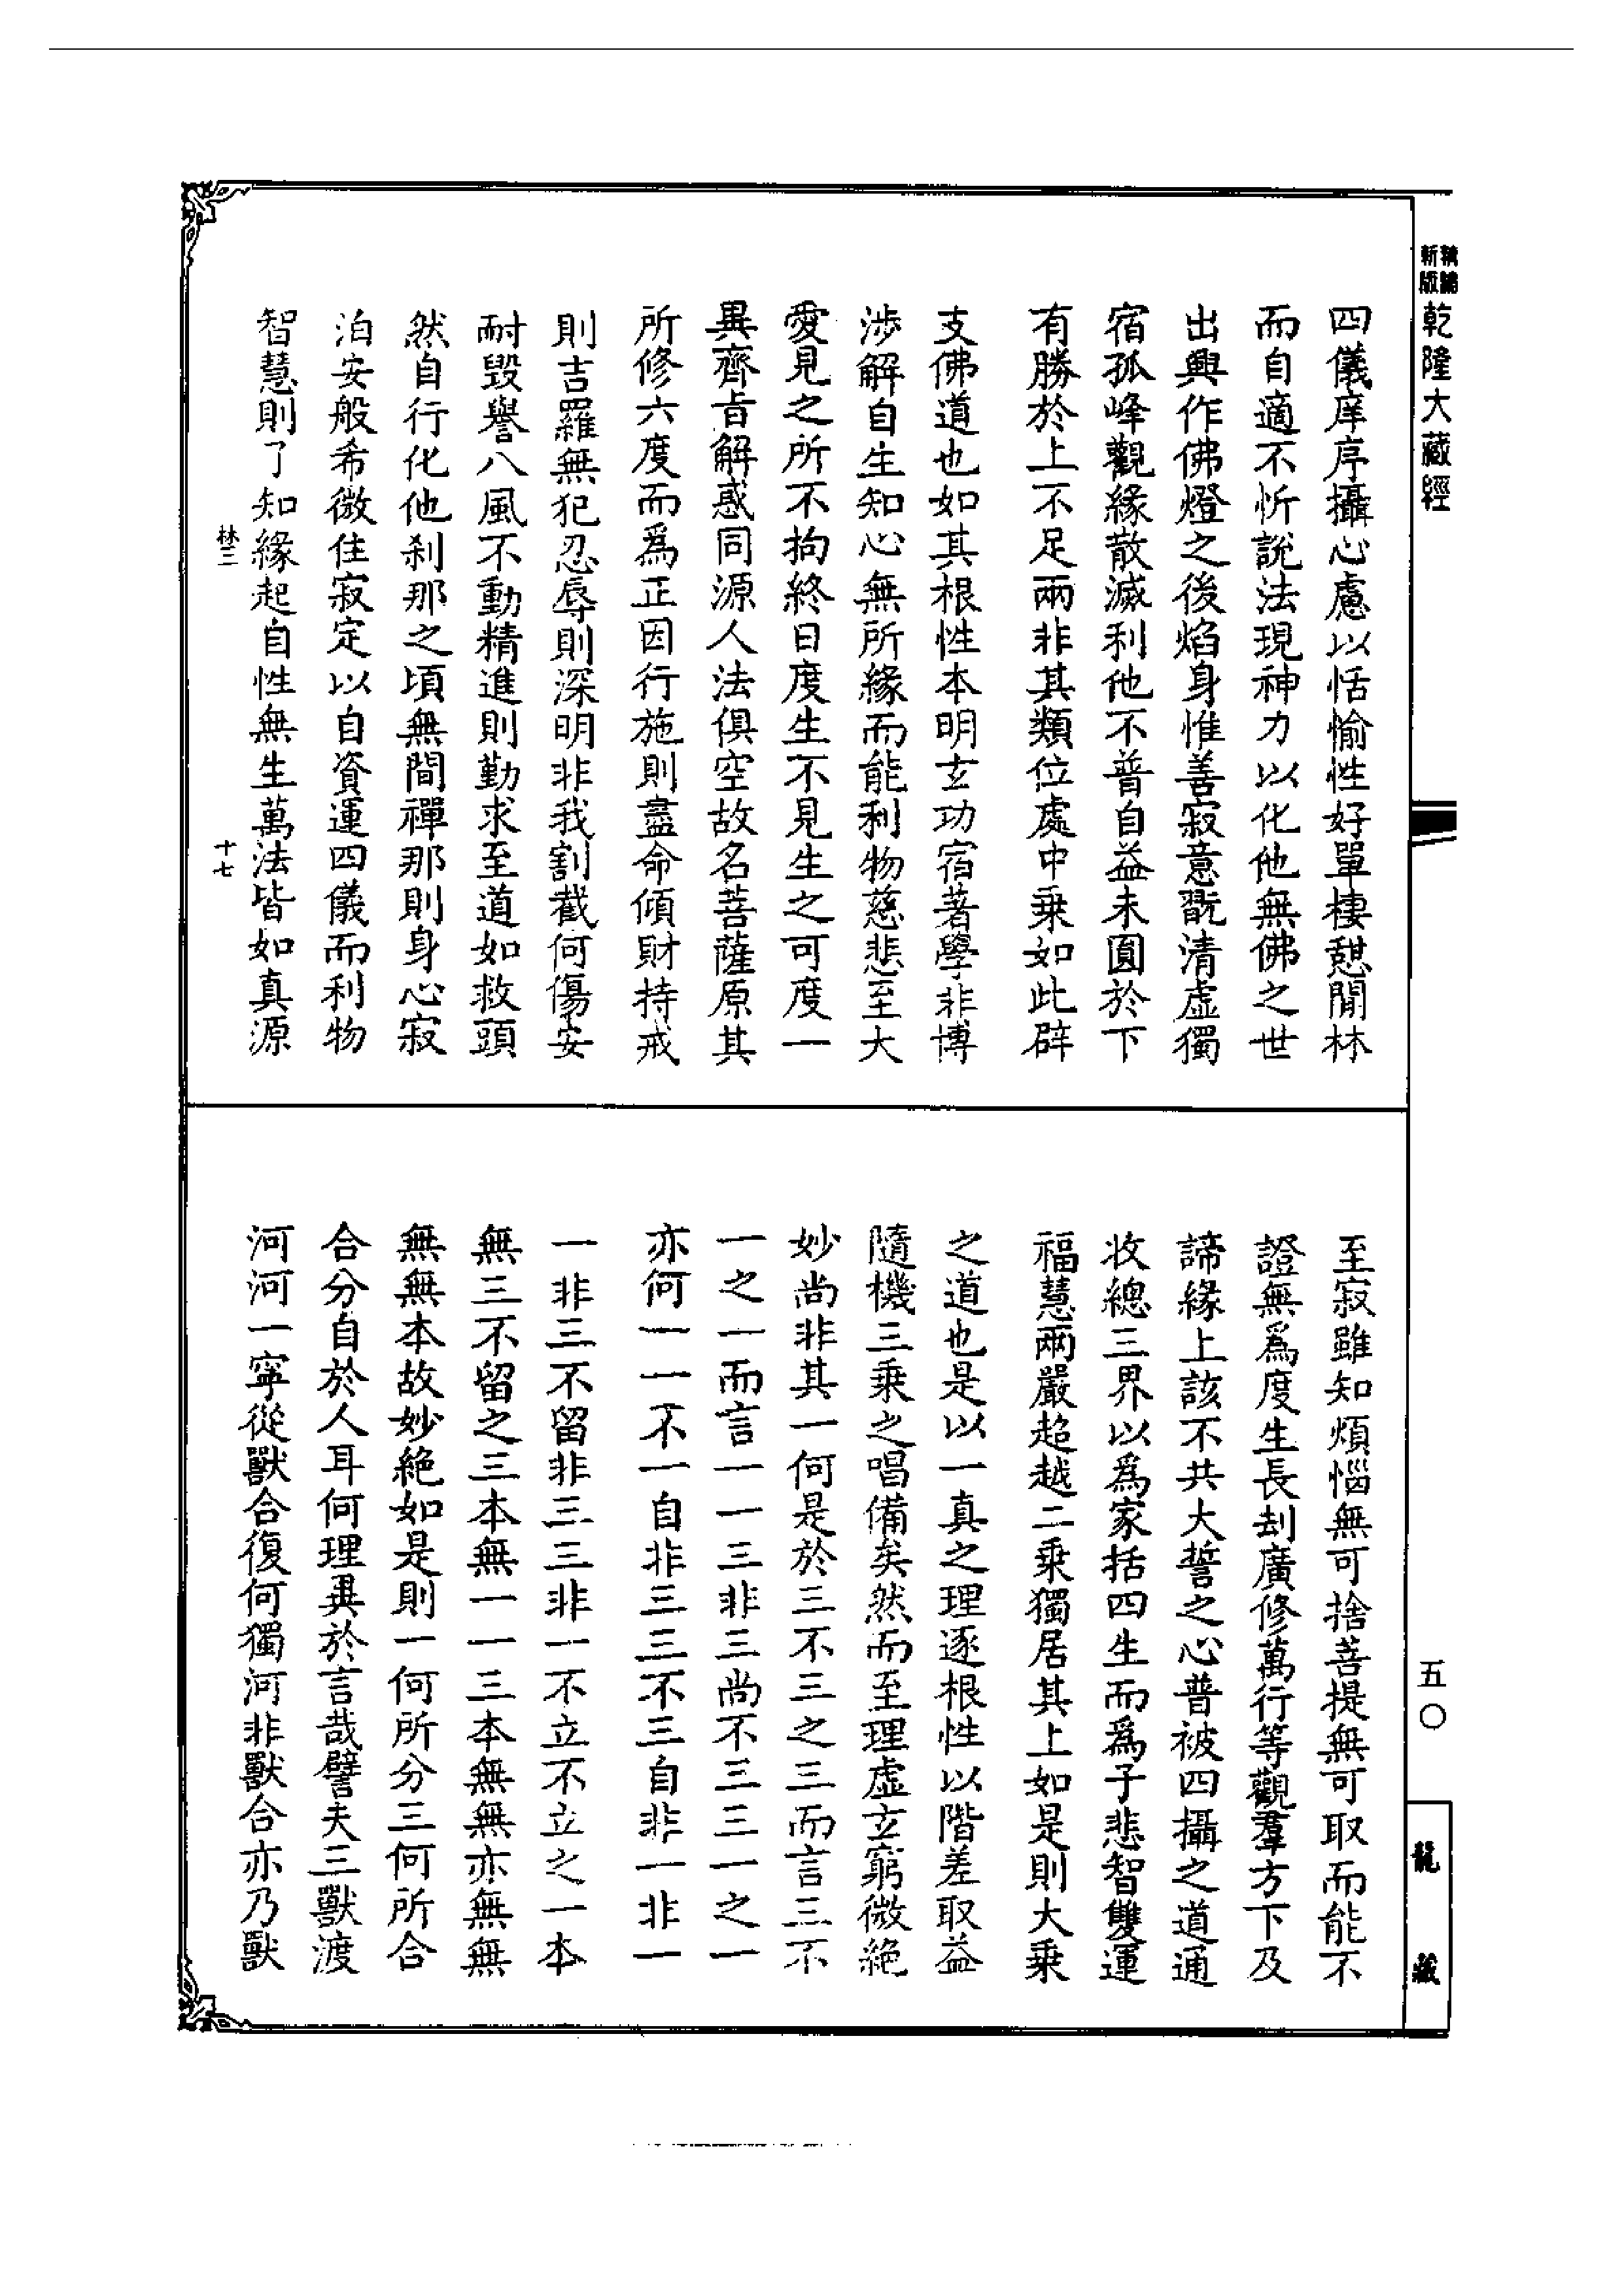 精繡
新版
乾隆大藏經
四儀庠序攝心慮以恬愉性好單棲憇閒林
而自適不忻說法現神力以化他無佛之世
出興作佛燈之後焰身惟善寂意翫清虛獨
宿孤峰觀緣散滅利他不普自益未圓於下
有勝於上不足兩非其類位處中乘如此辟
支佛道也如其根性本明玄功宿著學非博
涉解自生知心無所緣而能利物慈悲至大
愛見之所不拘終日度生不見生之可度一
異齊旨解惑同源人法俱空故名菩薩原其
所修六度而爲正因行施則盡命傾財持戒
則吉羅無犯忍辱則深明非我割截何傷安
耐毀譽八風不動精進則勤求至道如救頭
然自行化他刹那之頃無間禪那則身心寂
泊安般希微住寂定以自資運四儀而利物
智慧則了知緣起自性無生萬法皆如真源
林三
十七
至寂雖知煩惱無可捨菩提無可取而能不
證無爲度生長刦廣修萬行等觀羣方下及
諦緣上該不共大誓之心普被四攝之道通
收總三界以爲家括四生而爲子悲智雙運
福慧兩嚴超越二乘獨居其上如是則大乘
之道也是以一真之理逐根性以階差取益
隨機三乘之唱備矣然而至理虛玄窮微絕
妙尚非其一何是於三不三之三而言三不
一之一而言一一三非三尚不三三一之一
亦何一一不一自非三三不三自非一非一
一非三不留非三三非一不立不立之一本
無三不留之三本無一一三本無無亦無無
無無本故妙絕如是則一何所分三何所合
合分自於人耳何理異於言哉譬夫三獸渡
河河一寧從獸合復何獨河非獸合亦乃獸
五〇
龍藏